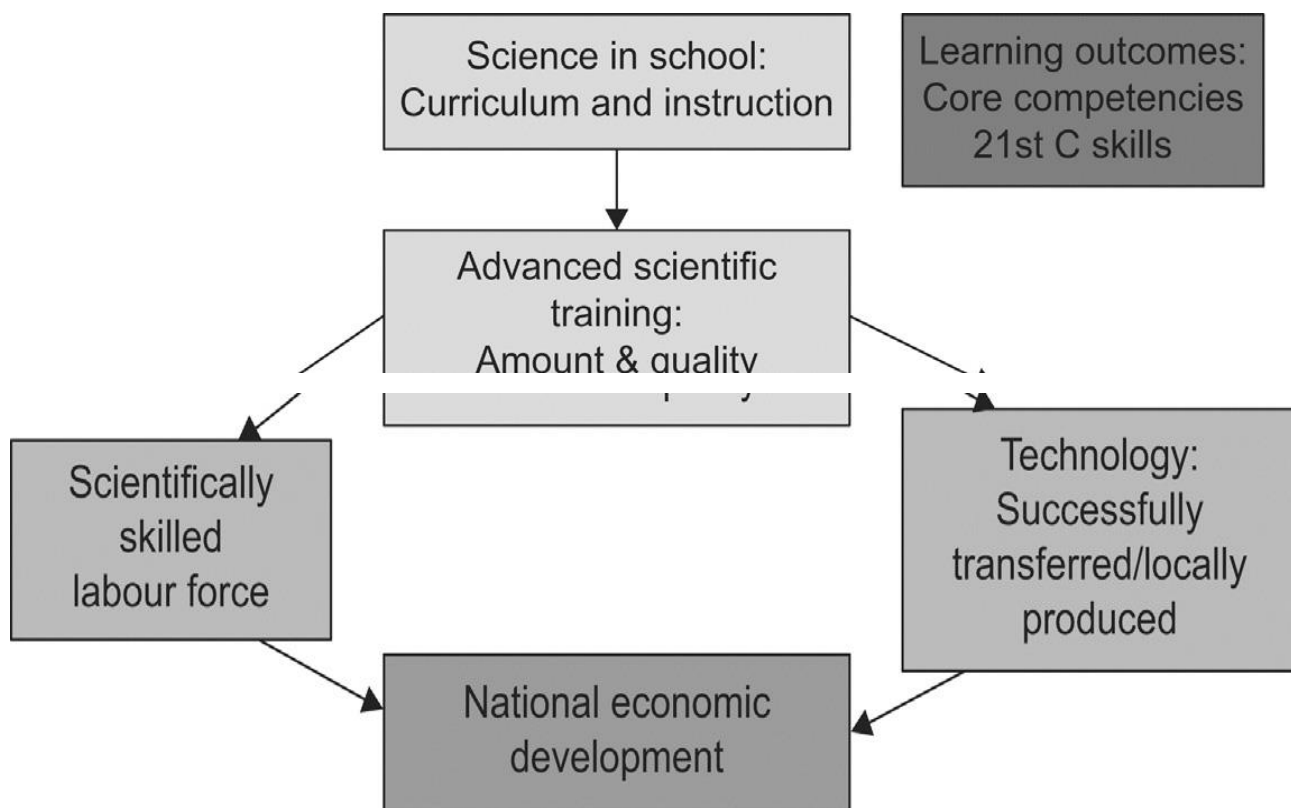 Science in school:
Curriculum and instruction
Learning outcomes:
Core competencies
21st C skills
Advanced scientific
training:
Amount & quality
Scientifically
skilled
labour force
Technology:
Successfully
transferred/locally
produced
National economic
development